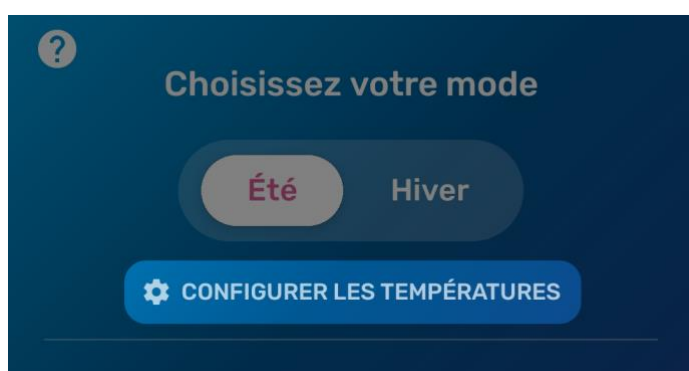 ?
Choisissez votre mode
Été Hiver
CONFIGURER LES TEMPÉRATURES